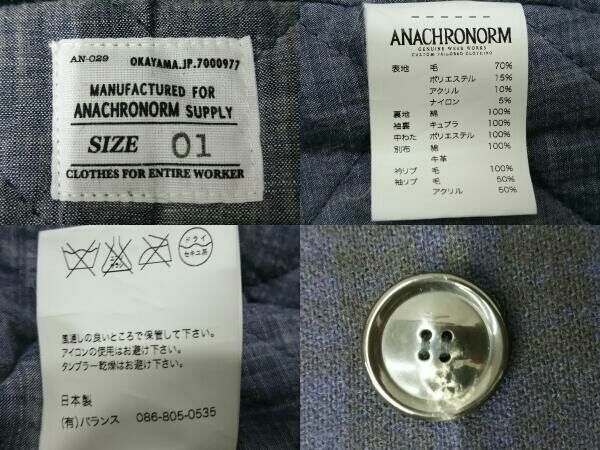 AN-029
OKAYAMA.JP.7000977
MANUFACTURED FOR
ANACHRONORM SUPPLY
SIZE 01
CLOTHES FOR ENTIRE WORKER
ANACHRONORM
GENUINE WEAR WORKS
CUSTOM TAILORED CLOTHING
表地 毛 70%
ポリエステル 15%
アクリル 10%
ナイロン 5%
裏地 綿 100%
袖裏 キュプラ 100%
中わた ポリエステル 100%
別布 綿 100%
牛革
衿リブ 毛 100%
袖リブ 毛 50%
アクリル 50%
ドライ
セキユ系
風通しの良いところで保管して下さい。
アイロンの使用はお避け下さい。
タンブラー乾燥はお避け下さい。
日本製
(有)バランス 086-805-0535